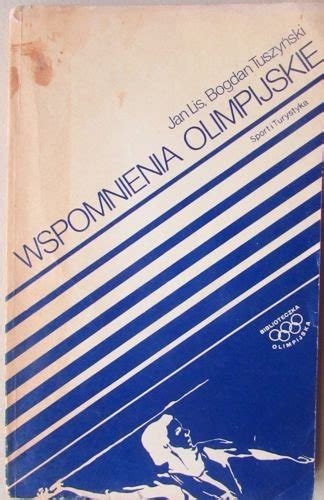 Jan Lis, Bogdan Tuszyński
WSPOMNIENIA OLIMPIJSKIE
Sport i Turystyka
BIBLIOTECZKA
OLIMPIJSKA